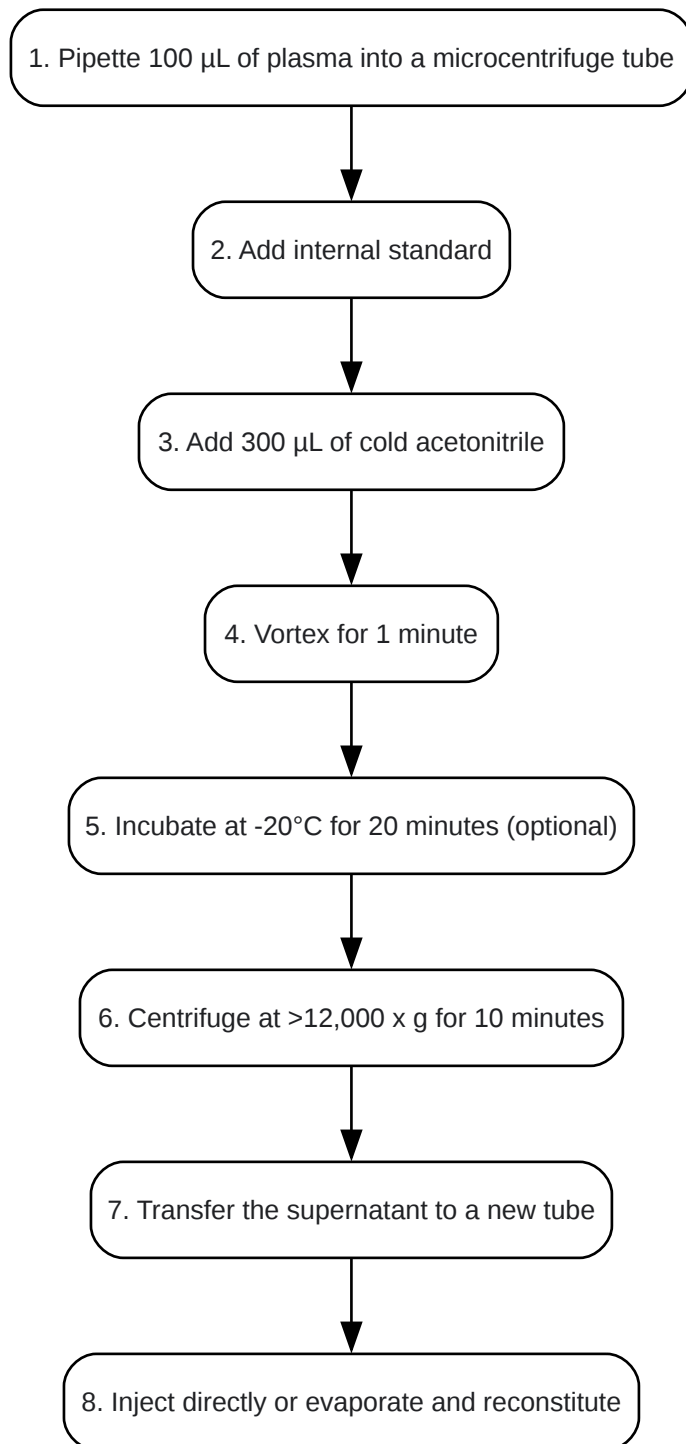 1. Pipette 100 µL of plasma into a microcentrifuge tube
2. Add internal standard
3. Add 300 µL of cold acetonitrile
4. Vortex for 1 minute
5. Incubate at -20°C for 20 minutes (optional)
6. Centrifuge at >12,000 x g for 10 minutes
7. Transfer the supernatant to a new tube
8. Inject directly or evaporate and reconstitute